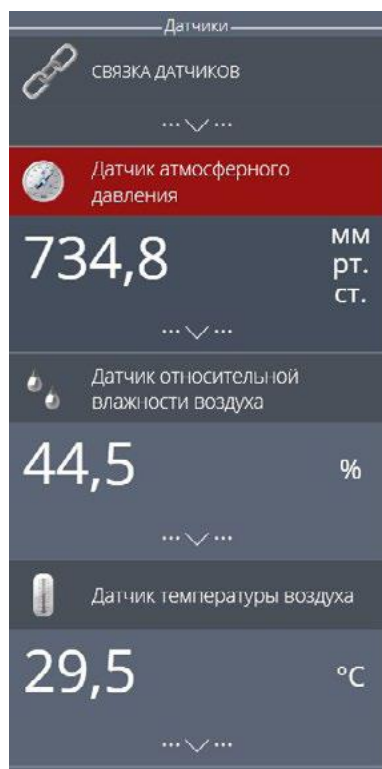 Датчики
СВЯЗКА ДАТЧИКОВ
Датчик атмосферного
давления
734,8
мм
рт.
ст.
Датчик относительной
влажности воздуха
44,5
%
Датчик температуры воздуха
29,5
°C